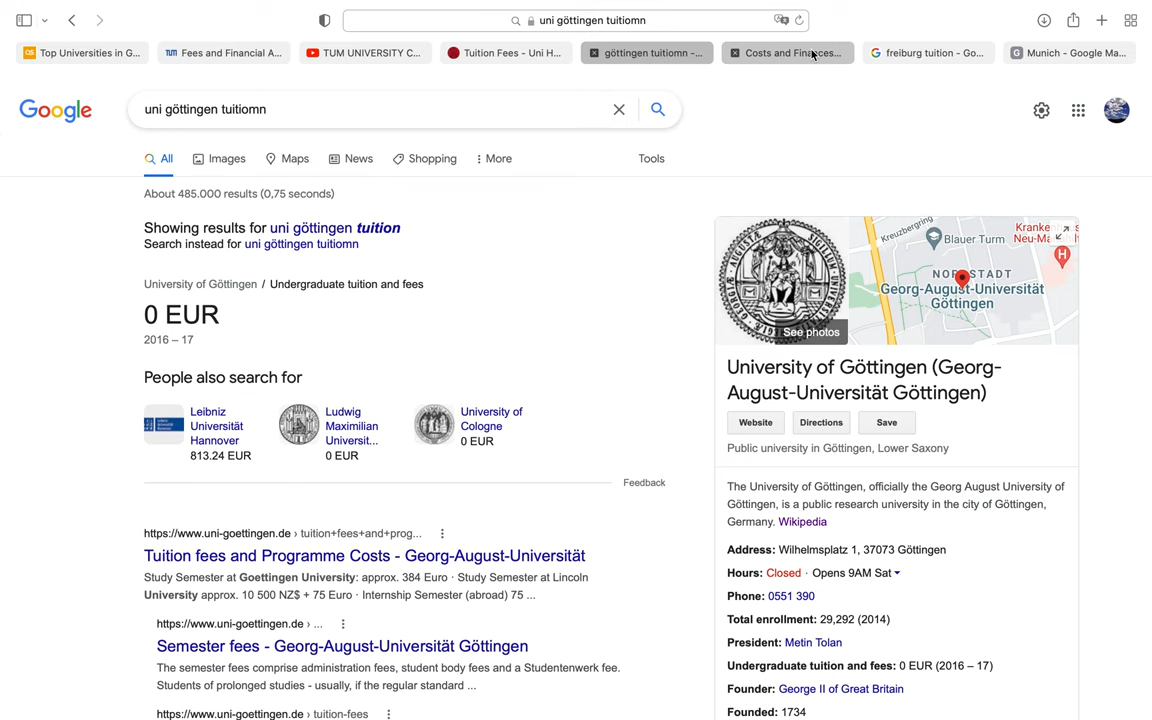 uni göttingen tuitiomn
Top Universities in G...
TUM Fees and Financial A...
TUM UNIVERSITY C...
Tuition Fees - Uni H...
göttingen tuitiomn -...
Costs and Finances...
freiburg tuition - Go...
G Munich - Google Ma...
Google
uni göttingen tuitiomn
All
Images
Maps
News
Shopping
More
Tools
About 485.000 results (0,75 seconds)
Showing results for uni göttingen tuition
Search instead for uni göttingen tuitiomn
University of Göttingen / Undergraduate tuition and fees
0 EUR
2016 – 17
People also search for
Leibniz
Universität
Hannover
813.24 EUR
Ludwig
Maximilian
Universit...
0 EUR
University of
Cologne
0 EUR
Feedback
https://www.uni-goettingen.de › tuition+fees+and+prog...
Tuition fees and Programme Costs - Georg-August-Universität
Study Semester at Goettingen University: approx. 384 Euro · Study Semester at Lincoln
University approx. 10 500 NZ$ + 75 Euro · Internship Semester (abroad) 75 ...
https://www.uni-goettingen.de › ...
Semester fees - Georg-August-Universität Göttingen
The semester fees comprise administration fees, student body fees and a Studentenwerk fee.
Students of prolonged studies - usually, if the regular standard ...
https://www.uni-goettingen.de › tuition-fees
See photos
Kreuzbergring
Blauer Turm
Kranke
Neu-Ma
H
NORDSTADT
Georg-August-Universität
Göttingen
University of Göttingen (Georg-
August-Universität Göttingen)
Website
Directions
Save
Public university in Göttingen, Lower Saxony
The University of Göttingen, officially the Georg August University of
Göttingen, is a public research university in the city of Göttingen,
Germany. Wikipedia
Address: Wilhelmsplatz 1, 37073 Göttingen
Hours: Closed · Opens 9AM Sat
Phone: 0551 390
Total enrollment: 29,292 (2014)
President: Metin Tolan
Undergraduate tuition and fees: 0 EUR (2016 – 17)
Founder: George II of Great Britain
Founded: 1734